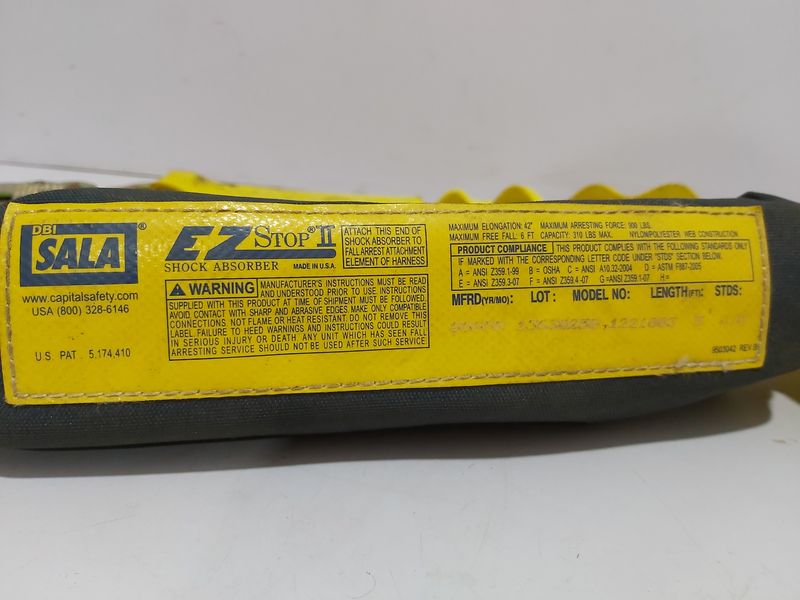 DBI
SALA®
www.capitalsafety.com
USA (800) 328-6146
U.S. PAT. 5,174,410
EZ STOP® II
SHOCK ABSORBER MADE IN U.S.A.
ATTACH THIS END OF
SHOCK ABSORBER TO
FALL ARREST ATTACHMENT
ELEMENT OF HARNESS
WARNING MANUFACTURER'S INSTRUCTIONS MUST BE READ
AND UNDERSTOOD PRIOR TO USE INSTRUCTIONS
SUPPLIED WITH THIS PRODUCT AT TIME OF SHIPMENT MUST BE FOLLOWED.
AVOID CONTACT WITH SHARP AND ABRASIVE EDGES MAKE ONLY COMPATIBLE
CONNECTIONS, NOT FLAME OR HEAT RESISTANT. DO NOT REMOVE THIS
LABEL, FAILURE TO HEED WARNINGS AND INSTRUCTIONS COULD RESULT
IN SERIOUS INJURY OR DEATH ANY UNIT WHICH HAS SEEN FALL
ARRESTING SERVICE SHOULD NOT BE USED AFTER SUCH SERVICE
MAXIMUM ELONGATION: 42" MAXIMUM ARRESTING FORCE: 900 LBS.
MAXIMUM FREE FALL: 6 FT CAPACITY: 310 LBS MAX. NYLON/POLYESTER WEB CONSTRUCTION.
PRODUCT COMPLIANCE THIS PRODUCT COMPLIES WITH THE FOLLOWING STANDARDS ONLY
IF MARKED WITH THE CORRESPONDING LETTER CODE UNDER "STDS" SECTION BELOW.
A = ANSI Z359.1-99 B = OSHA C = ANSI A10.32-2004 D = ASTM F887-2005
E = ANSI Z359.3-07 F = ANSI Z359.4-07 G=ANSI Z359.1-07 H=
MFRD(YR/MO): LOT: MODEL NO: LENGTH(FT): STDS:
9503042 REV B